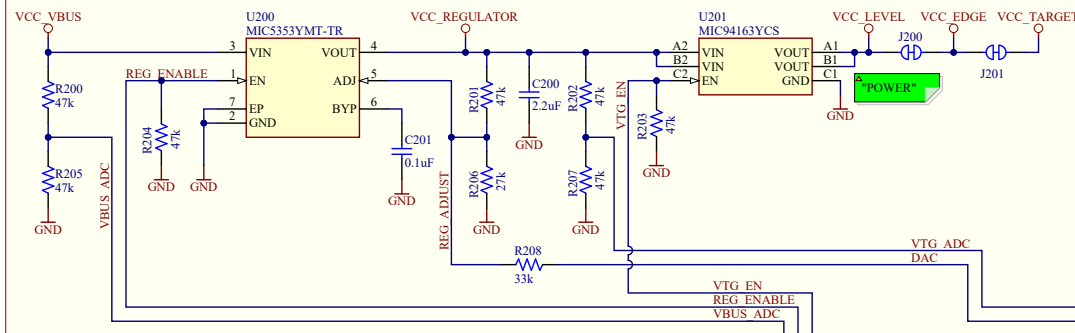 VCC_VBUS
U200
MIC5353YMT-TR
VCC_REGULATOR
U201
MIC94163YCS
VCC_LEVEL
VCC_EDGE
VCC_TARGET
J200
J201
3 VIN VOUT 4
REG_ENABLE 1 EN ADJ 5
7 EP BYP 6
2 GND
A2 VIN VOUT A1
B2 VIN VOUT B1
C2 EN GND C1
"POWER"
GND
R200
47k
R204
47k
GND
GND
C201
0.1uF
GND
R201
47k
C200
2.2uF
GND
R202
47k
VTG_EN
R203
47k
GND
R205
47k
GND
VBUS_ADC
REG_ADJUST
R206
27k
GND
R207
47k
GND
R208
33k
VTG_ADC
DAC
VTG_EN
REG_ENABLE
VBUS_ADC